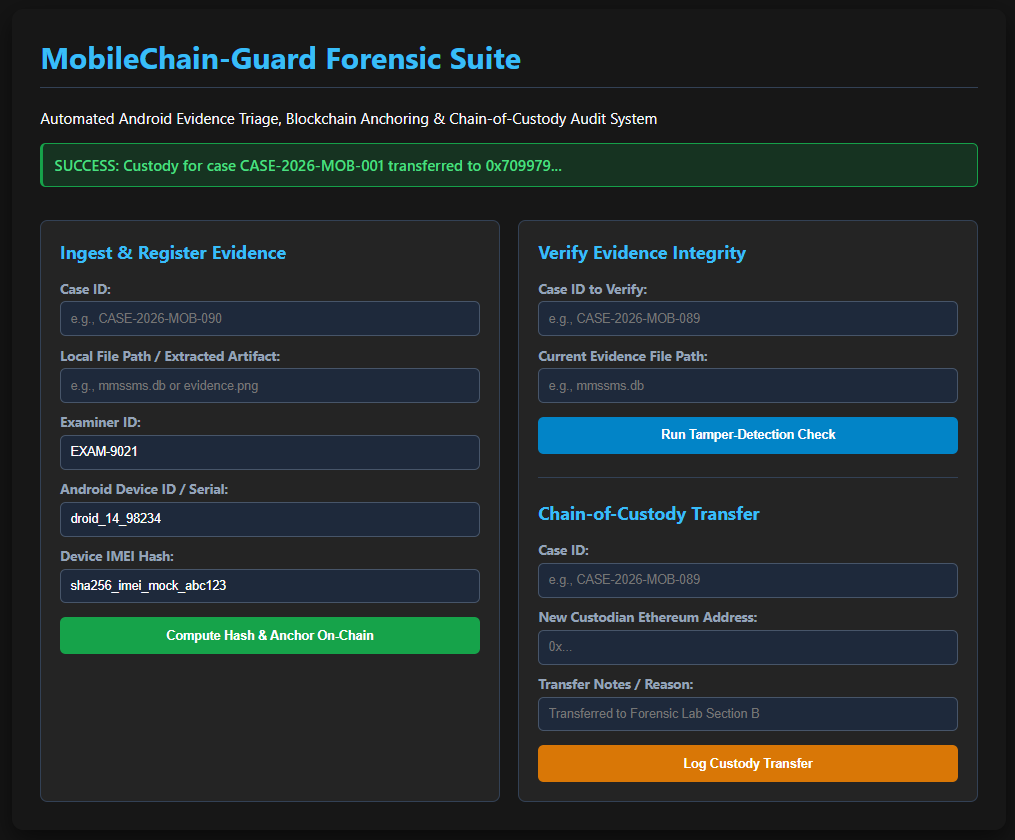 MobileChain-Guard Forensic Suite
Automated Android Evidence Triage, Blockchain Anchoring & Chain-of-Custody Audit System
SUCCESS: Custody for case CASE-2026-MOB-001 transferred to 0x709979...
Ingest & Register Evidence
Case ID:
e.g., CASE-2026-MOB-090
Local File Path / Extracted Artifact:
e.g., mmssms.db or evidence.png
Examiner ID:
EXAM-9021
Android Device ID / Serial:
droid_14_98234
Device IMEI Hash:
sha256_imei_mock_abc123
Compute Hash & Anchor On-Chain
Verify Evidence Integrity
Case ID to Verify:
e.g., CASE-2026-MOB-089
Current Evidence File Path:
e.g., mmssms.db
Run Tamper-Detection Check
Chain-of-Custody Transfer
Case ID:
e.g., CASE-2026-MOB-089
New Custodian Ethereum Address:
0x...
Transfer Notes / Reason:
Transferred to Forensic Lab Section B
Log Custody Transfer